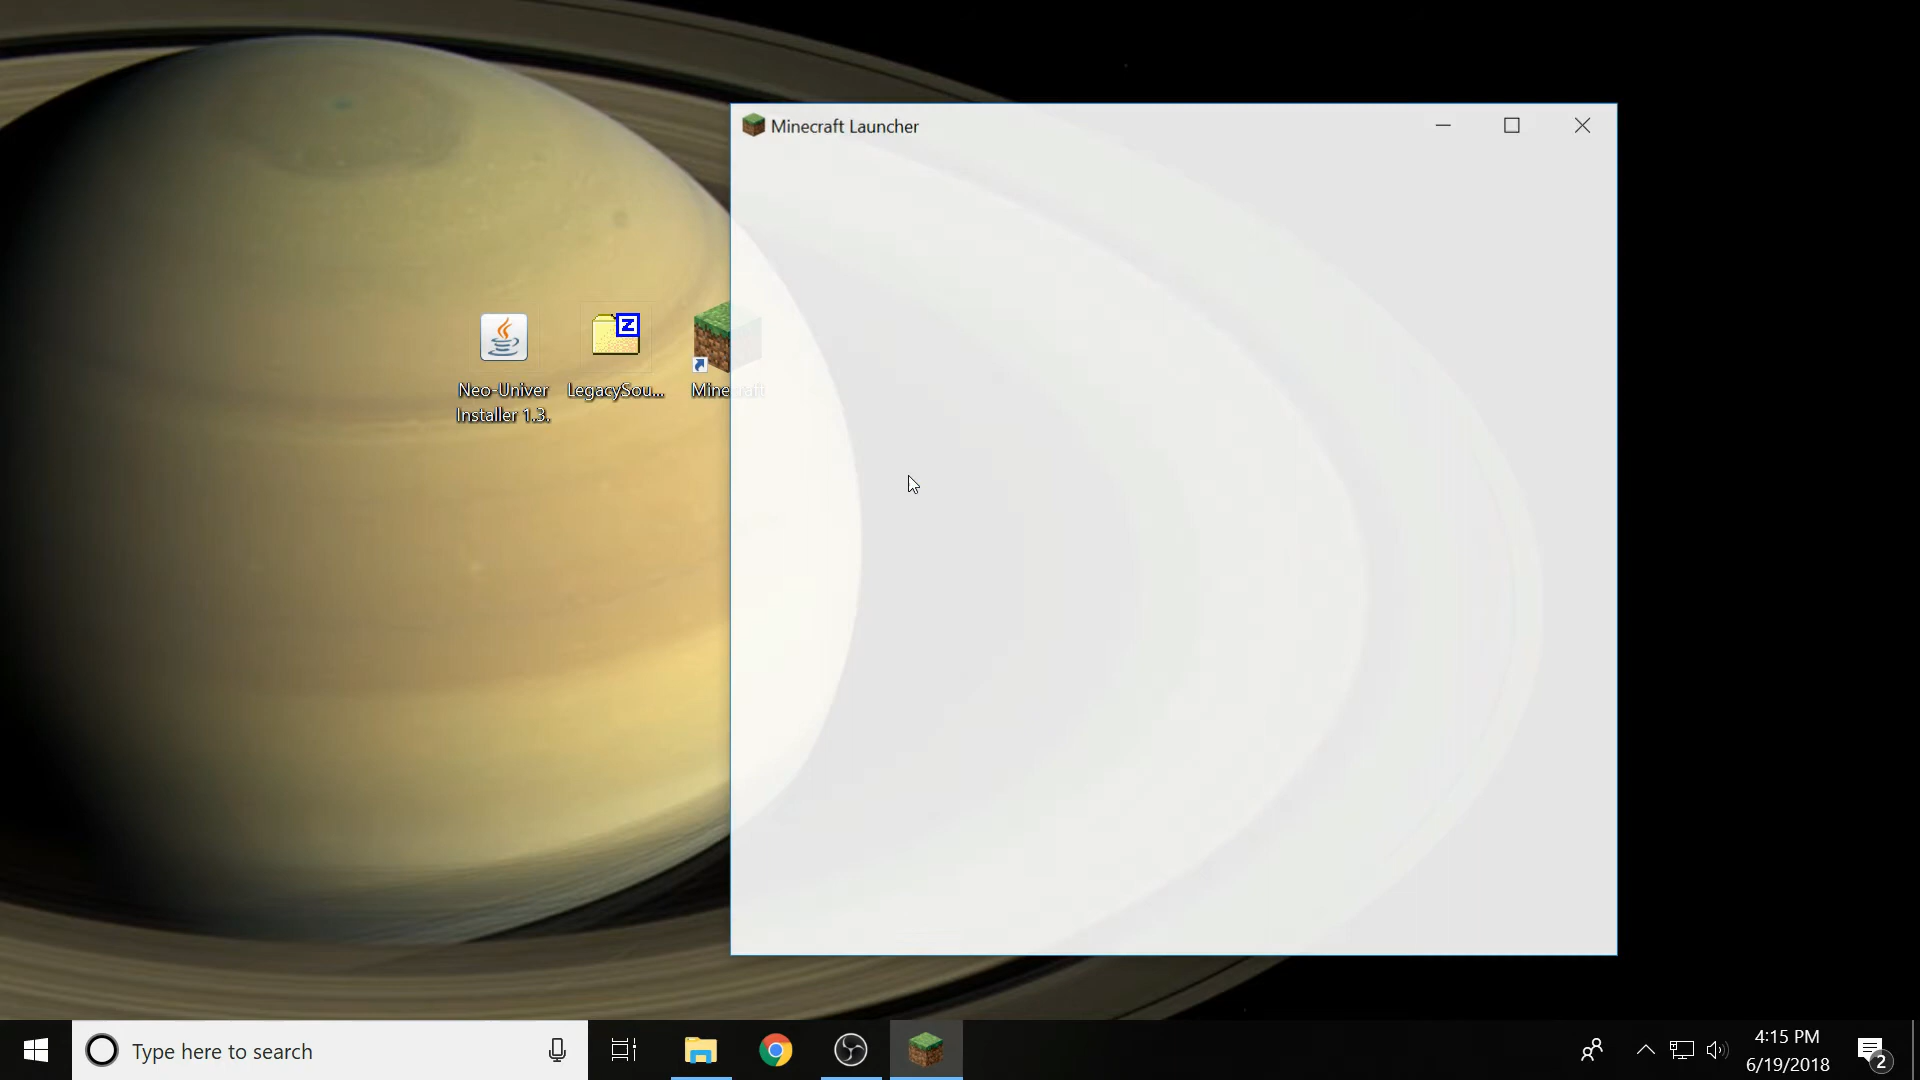 Minecraft Launcher
Neo-Univer
Installer 1.3.
LegacySou...
Minecraft
Type here to search
4:15 PM
6/19/2018
2